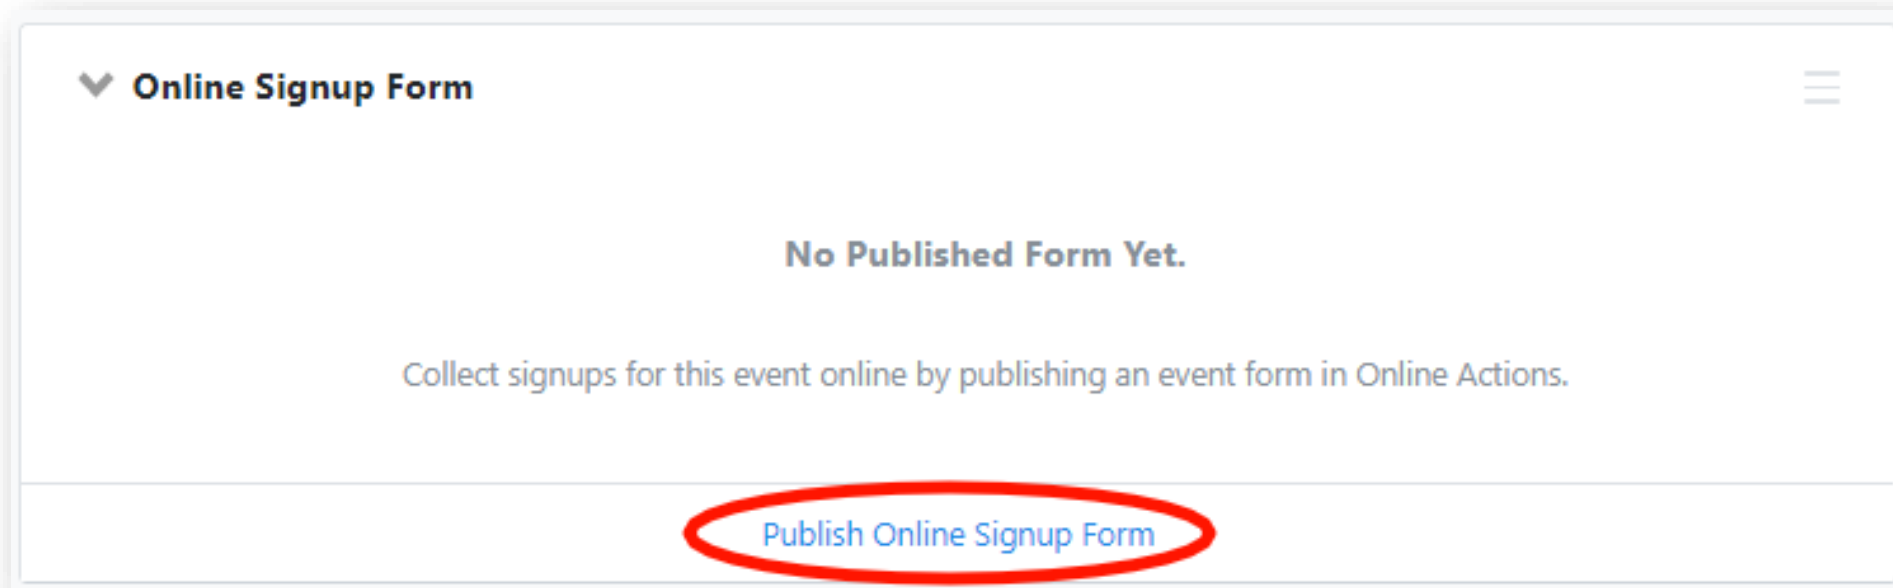 Online Signup Form
No Published Form Yet.
Collect signups for this event online by publishing an event form in Online Actions.
Publish Online Signup Form